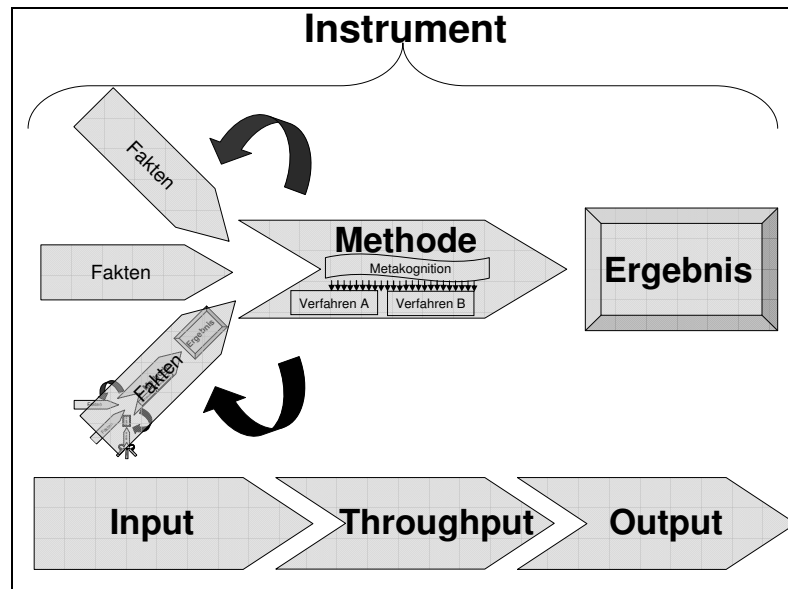 Instrument
Fakten
Fakten
Methode
Metakognition
Verfahren A
Verfahren B
Ergebnis
Fakten
Ergebnis
Input
Throughput
Output